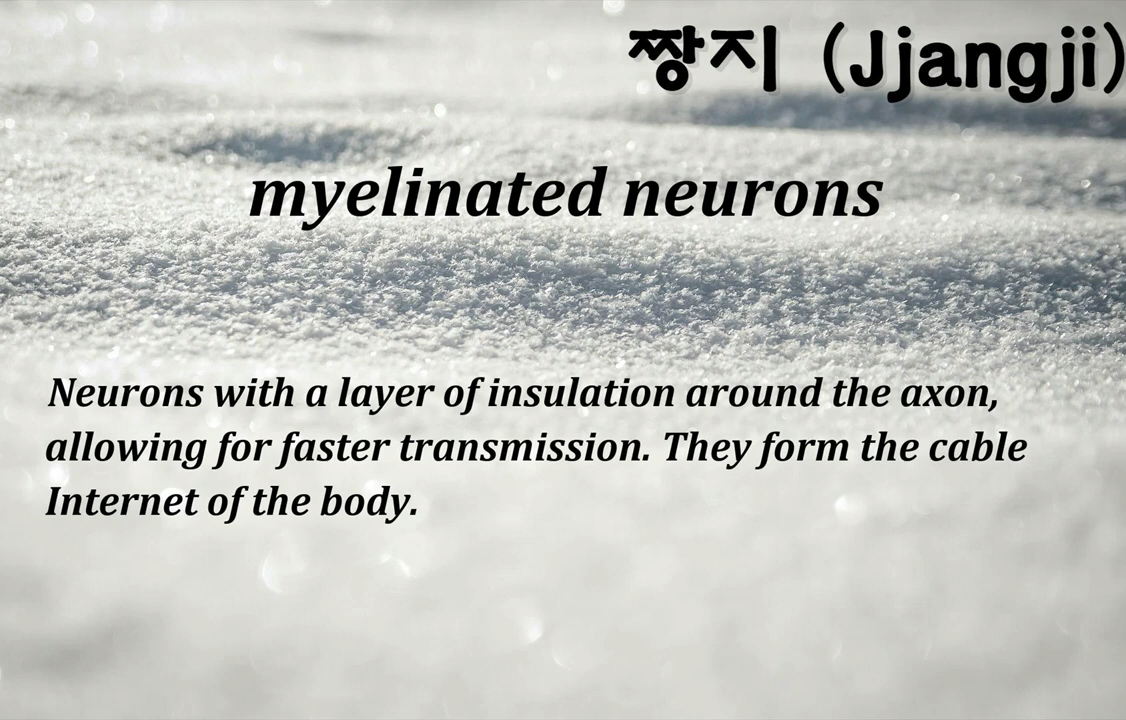 짱지 (Jjangji)
myelinated neurons
Neurons with a layer of insulation around the axon,
allowing for faster transmission. They form the cable
Internet of the body.